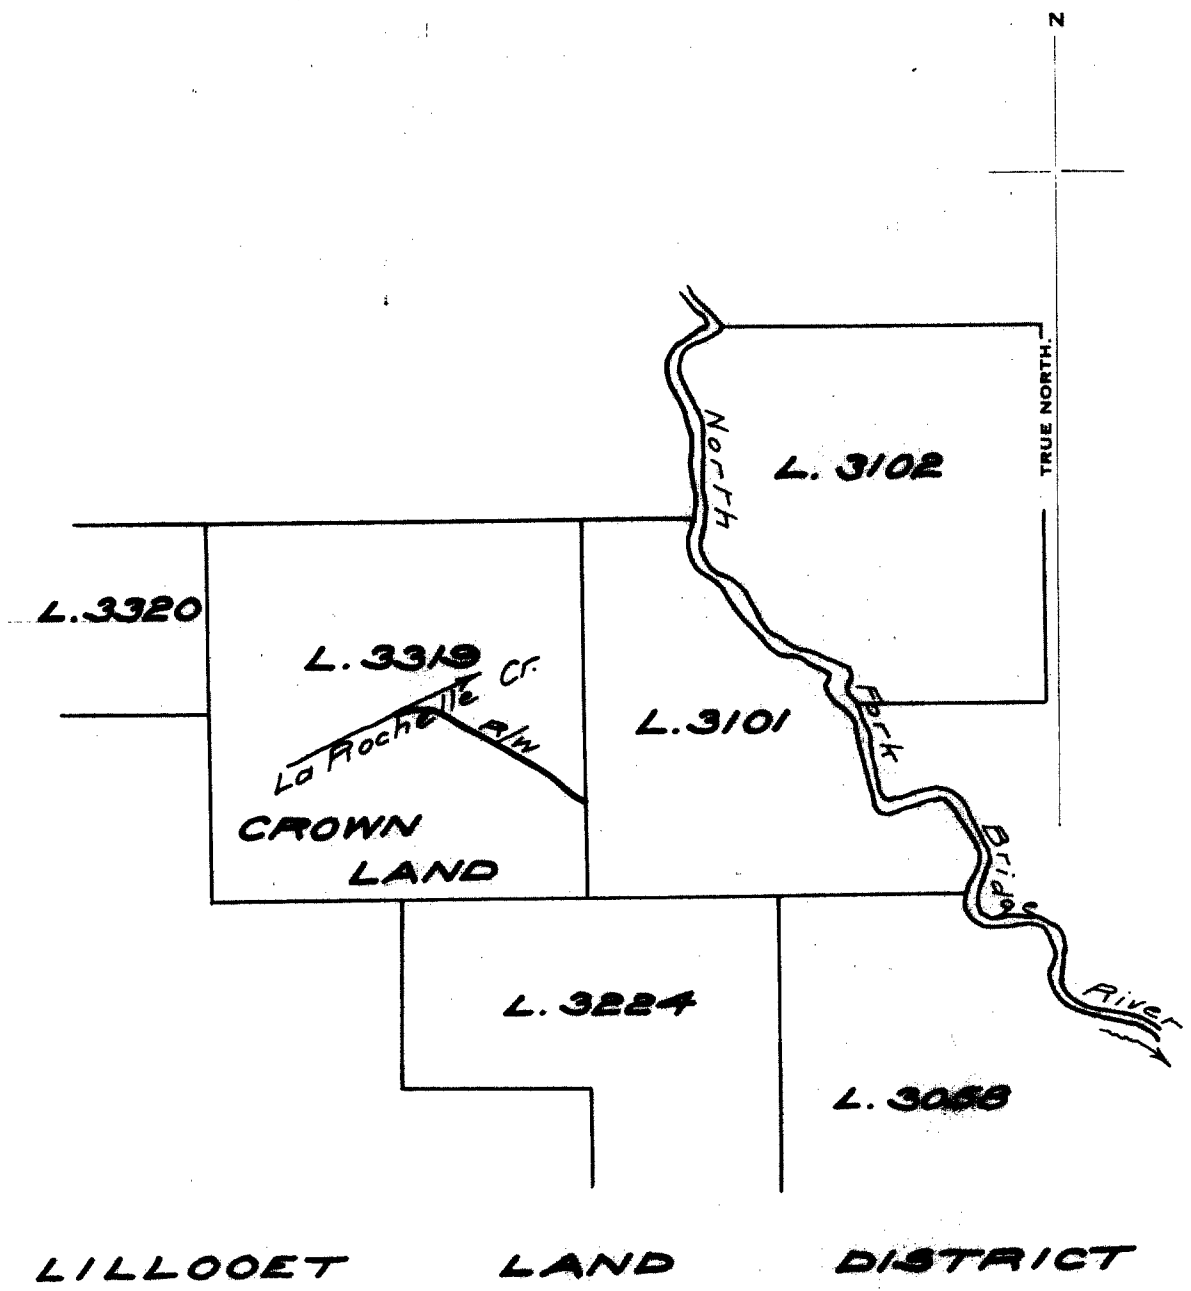 N
TRUE NORTH.
North Fork Bridge River
L. 3102
L.3320
L. 3319
La Rochelle Cr.
R/W
L.3101
CROWN
LAND
L. 3224
L. 3068
LILLOOET LAND DISTRICT